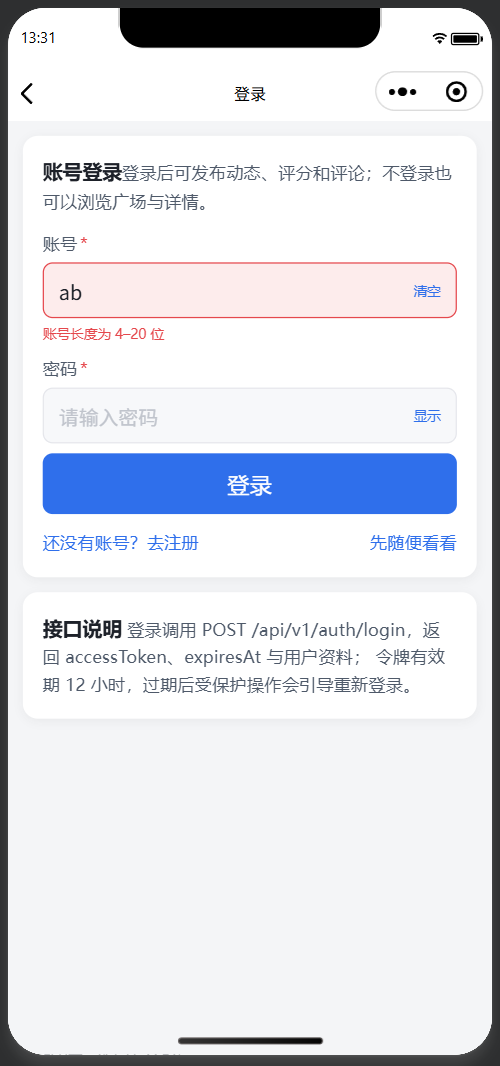 13:31
登录
账号登录登录后可发布动态、评分和评论；不登录也
可以浏览广场与详情。
账号*
ab 清空
账号长度为 4–20 位
密码*
请输入密码 显示
登录
还没有账号？去注册 先随便看看
接口说明 登录调用 POST /api/v1/auth/login，返
回 accessToken、expiresAt 与用户资料； 令牌有效
期 12 小时，过期后受保护操作会引导重新登录。